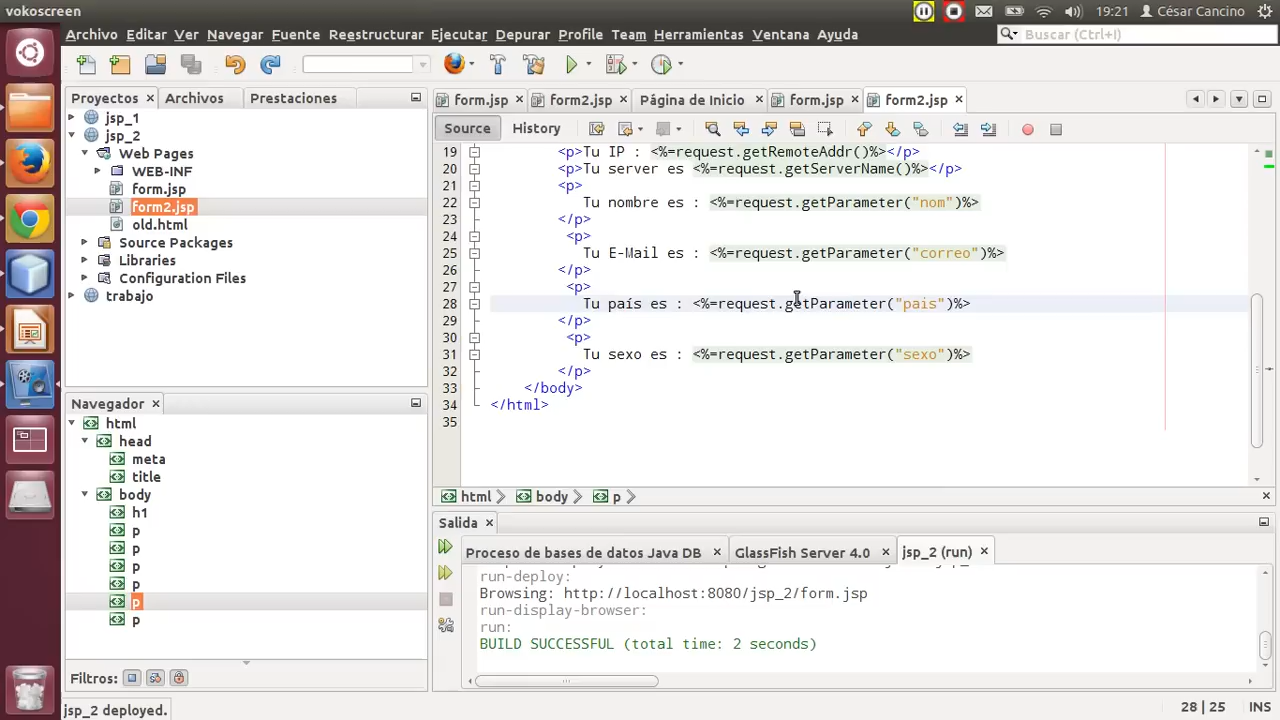 vokoscreen
19:21
César Cancino
Archivo Editar Ver Navegar Fuente Reestructurar Ejecutar Depurar Profile Team Herramientas Ventana Ayuda
Buscar (Ctrl+I)
Proyectos
Archivos
Prestaciones
form.jsp
form2.jsp
Página de Inicio
form.jsp
form2.jsp
Source
History
jsp_1
jsp_2
Web Pages
WEB-INF
form.jsp
form2.jsp
old.html
Source Packages
Libraries
Configuration Files
trabajo
19 <p>Tu IP : <%=request.getRemoteAddr()%></p>
20 <p>Tu server es <%=request.getServerName()%></p>
21 <p>
22 Tu nombre es : <%=request.getParameter("nom")%>
23 </p>
24 <p>
25 Tu E-Mail es : <%=request.getParameter("correo")%>
26 </p>
27 <p>
28 Tu país es : <%=request.getParameter("pais")%>
29 </p>
30 <p>
31 Tu sexo es : <%=request.getParameter("sexo")%>
32 </p>
33 </body>
34 </html>
35
html body p
Navegador
html
head
meta
title
body
h1
p
p
p
p
p
p
Filtros:
Salida
Proceso de bases de datos Java DB
GlassFish Server 4.0
jsp_2 (run)
run-deploy:
Browsing: http://localhost:8080/jsp_2/form.jsp
run-display-browser:
run:
BUILD SUCCESSFUL (total time: 2 seconds)
jsp_2 deployed.
28 | 25 INS